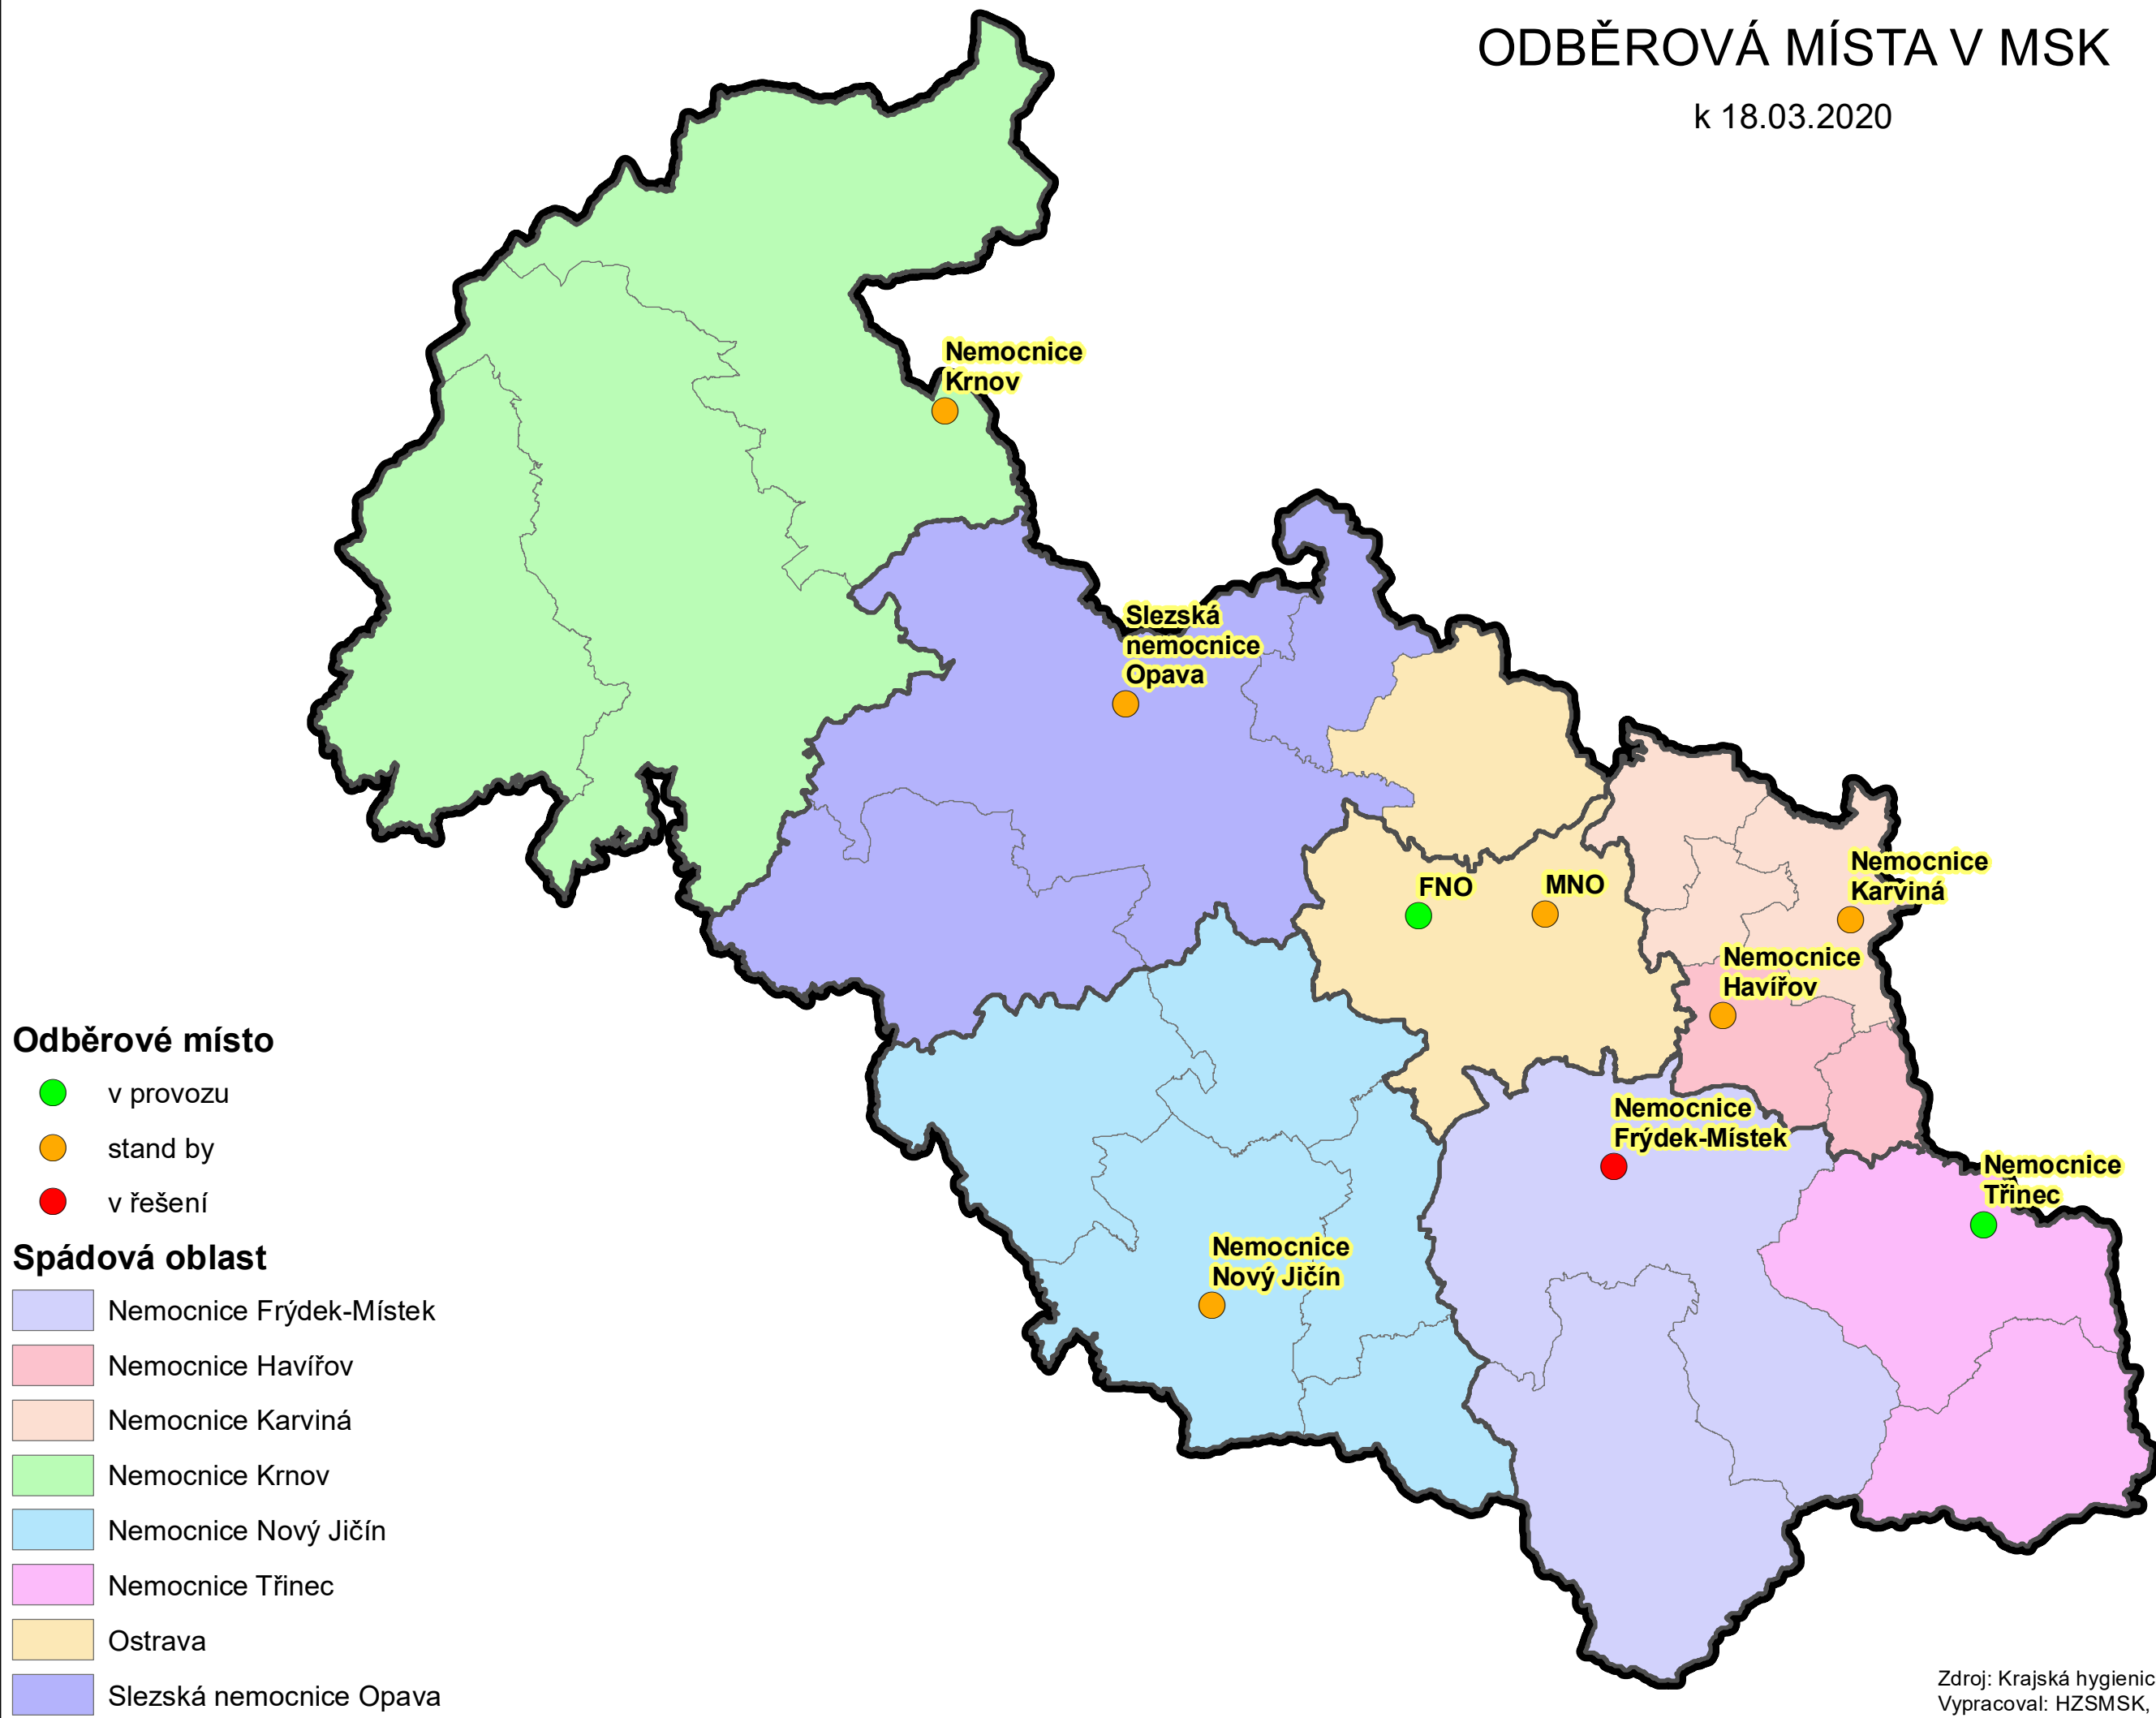 ODBĚROVÁ MÍSTA V MSK
k 18.03.2020
Nemocnice
Krnov
Slezská
nemocnice
Opava
FNO
MNO
Nemocnice
Karviná
Nemocnice
Havířov
Nemocnice
Frýdek-Místek
Nemocnice
Třinec
Nemocnice
Nový Jičín
Odběrové místo
v provozu
stand by
v řešení
Spádová oblast
Nemocnice Frýdek-Místek
Nemocnice Havířov
Nemocnice Karviná
Nemocnice Krnov
Nemocnice Nový Jičín
Nemocnice Třinec
Ostrava
Slezská nemocnice Opava
Zdroj: Krajská hygienic
Vypracoval: HZSMSK,